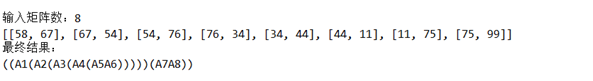 输入矩阵数：8
[[58, 67], [67, 54], [54, 76], [76, 34], [34, 44], [44, 11], [11, 75], [75, 99]]
最终结果：
((A1(A2(A3(A4(A5A6)))))(A7A8))